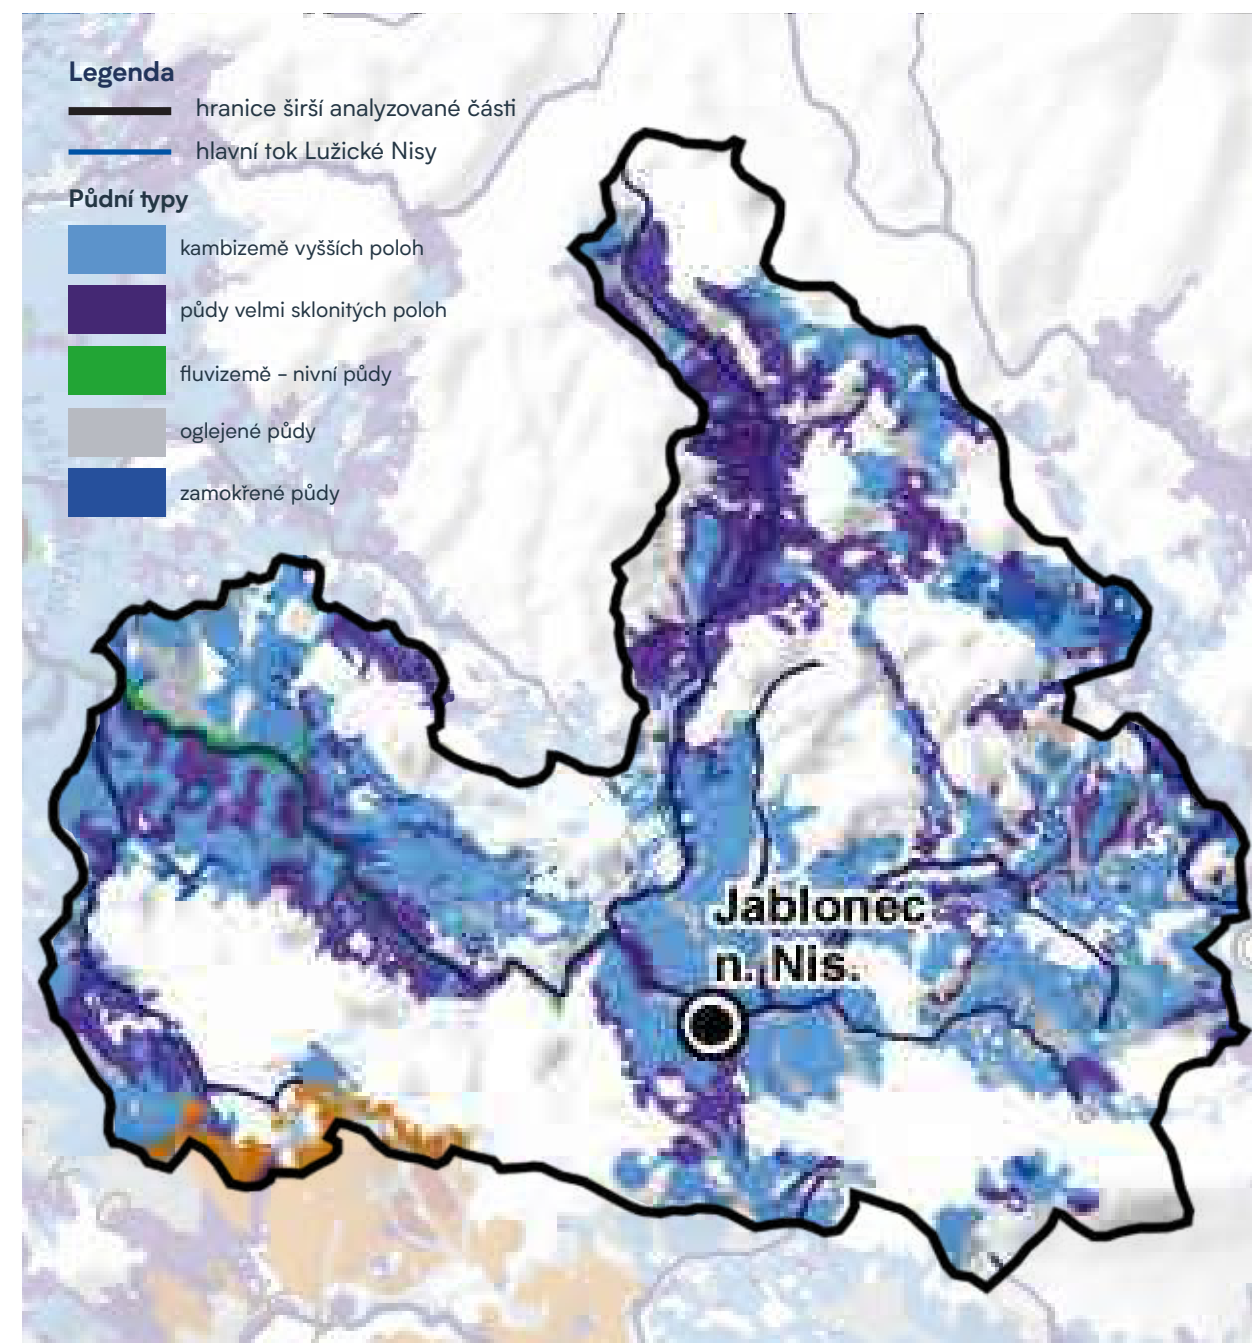 Legenda
hranice širší analyzované části
hlavní tok Lužické Nisy
Půdní typy
kambizemě vyšších poloh
půdy velmi sklonitých poloh
fluvizemě - nivní půdy
oglejené půdy
zamokřené půdy
Jablonec
n. Nis.